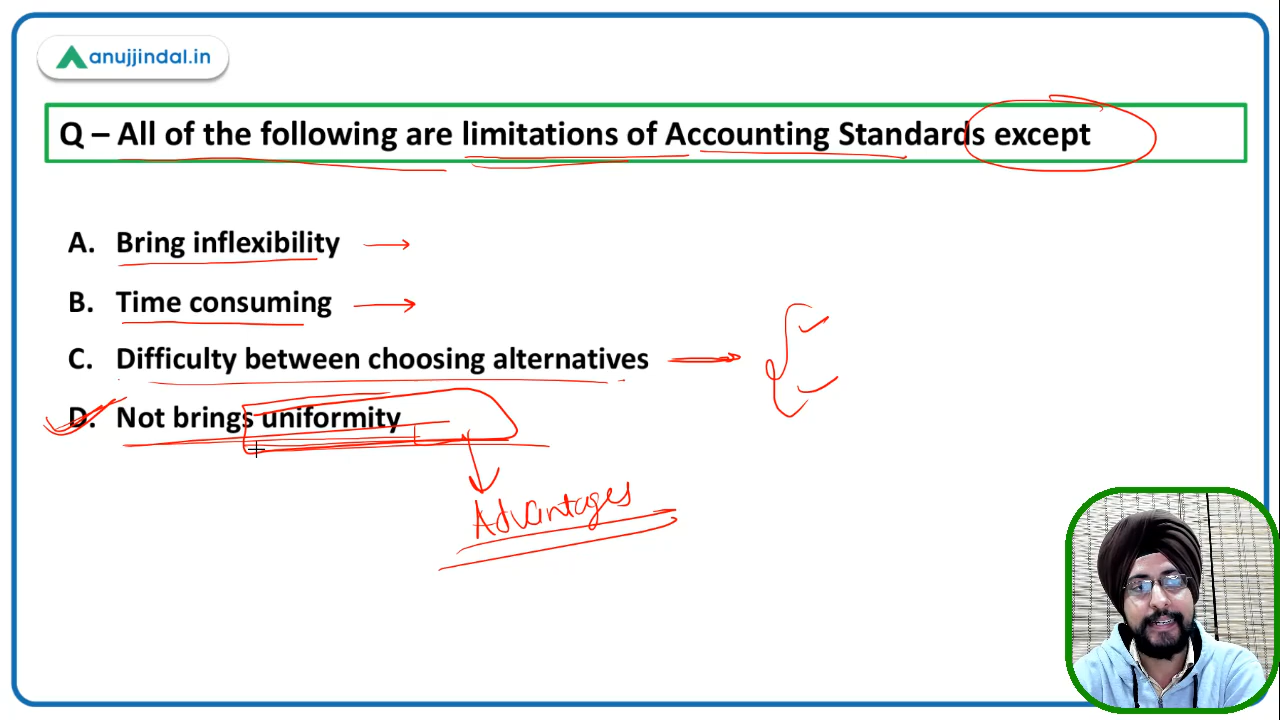 anujjindal.in
Q – All of the following are limitations of Accounting Standards except
A. Bring inflexibility
B. Time consuming
C. Difficulty between choosing alternatives
D. Not brings uniformity
Advantages